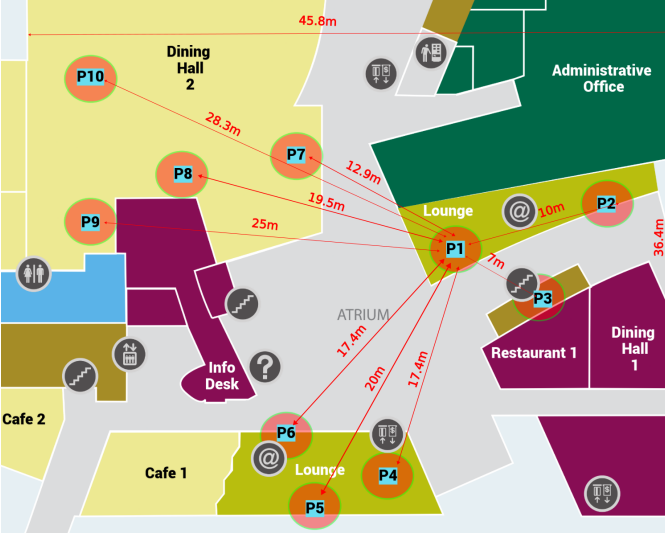 45.8m
Dining
Hall
2
P10
Administrative
Office
28.3m
P7
12.9m
P8
19.5m
Lounge
@
10m
P2
P9
25m
P1
7m
36.4m
P3
ATRIUM
17.4m
Restaurant 1
Dining
Hall
1
Info
Desk
?
20m
17.4m
Cafe 2
P6
@
Cafe 1
Lounge
P4
P5